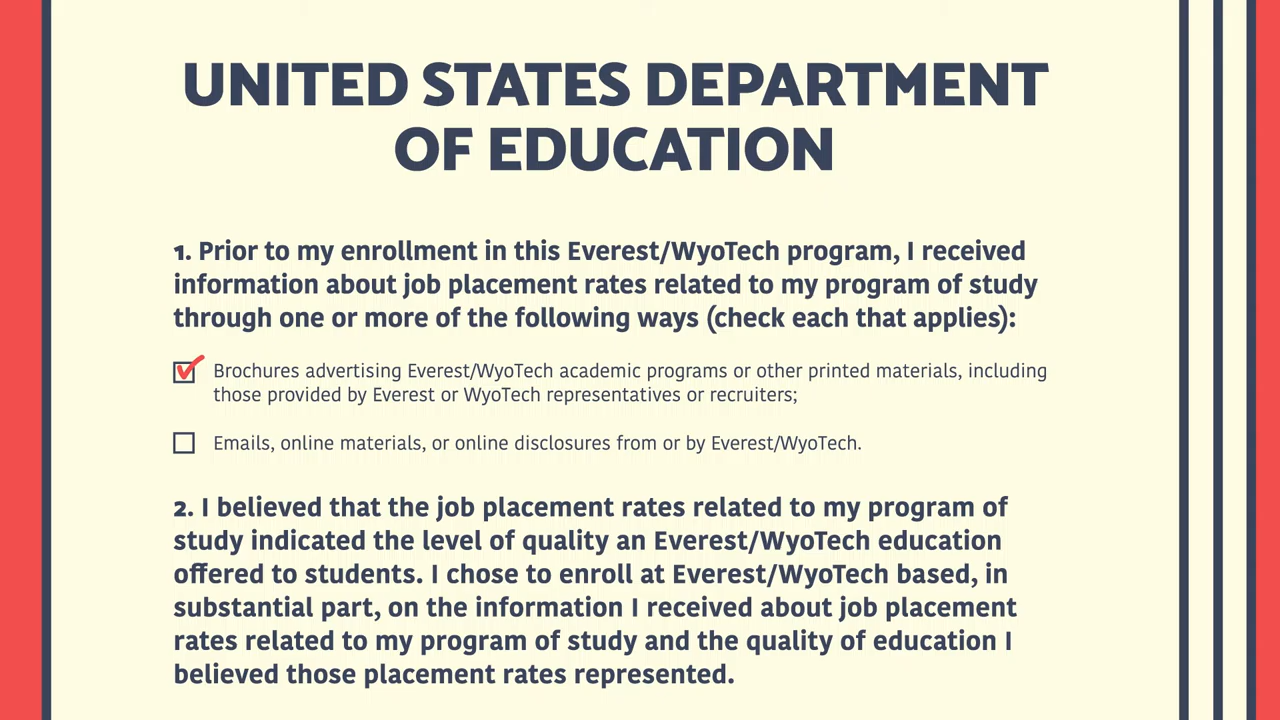 UNITED STATES DEPARTMENT
OF EDUCATION
1. Prior to my enrollment in this Everest/WyoTech program, I received
information about job placement rates related to my program of study
through one or more of the following ways (check each that applies):
Brochures advertising Everest/WyoTech academic programs or other printed materials, including
those provided by Everest or WyoTech representatives or recruiters;
Emails, online materials, or online disclosures from or by Everest/WyoTech.
2. I believed that the job placement rates related to my program of
study indicated the level of quality an Everest/WyoTech education
offered to students. I chose to enroll at Everest/WyoTech based, in
substantial part, on the information I received about job placement
rates related to my program of study and the quality of education I
believed those placement rates represented.